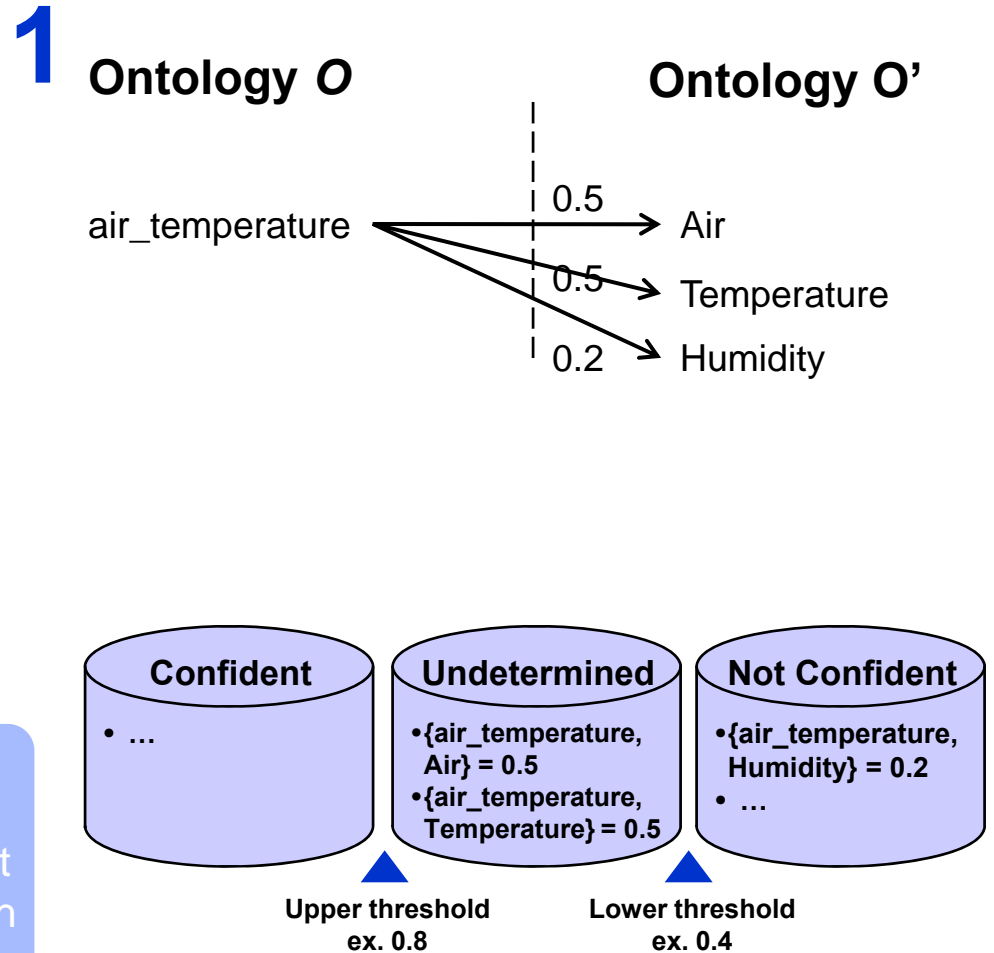 1
Ontology O
Ontology O’
air_temperature
0.5
Air
0.5
Temperature
0.2
Humidity
Confident
• …
Undetermined
•{air_temperature,
Air} = 0.5
•{air_temperature,
Temperature} = 0.5
Not Confident
•{air_temperature,
Humidity} = 0.2
• …
Upper threshold
ex. 0.8
Lower threshold
ex. 0.4